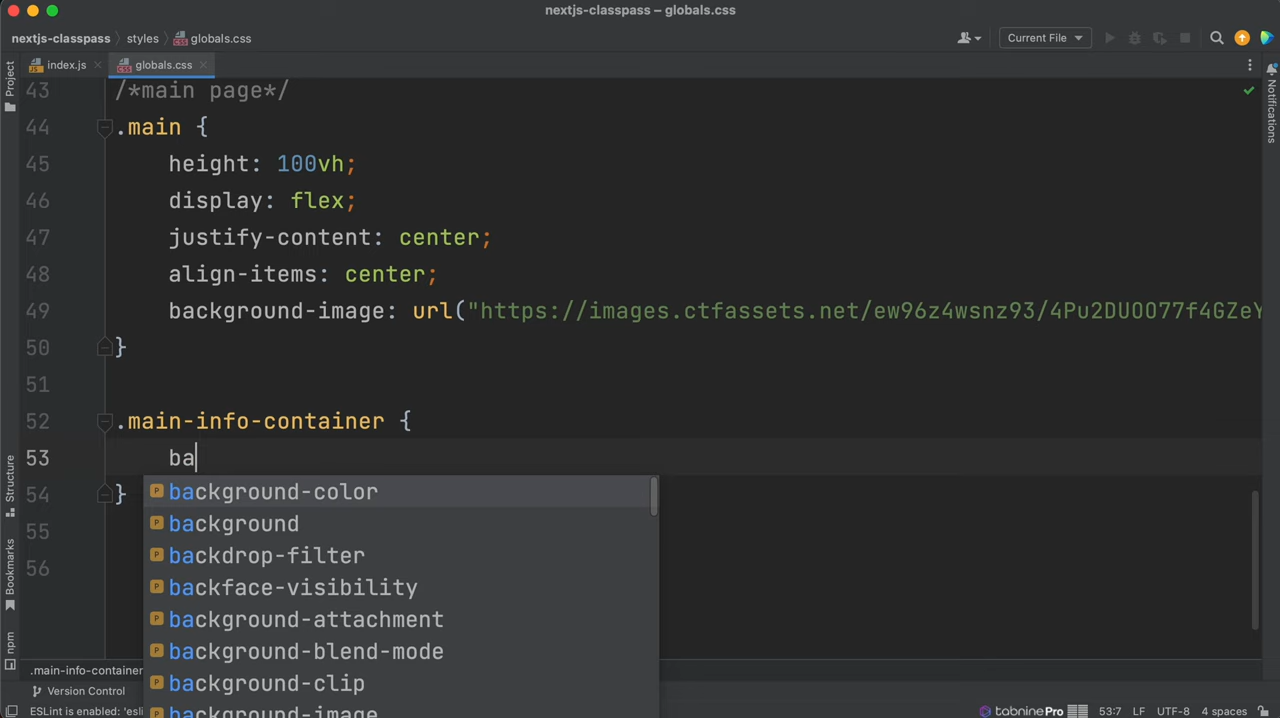 nextjs-classpass – globals.css
nextjs-classpass
styles
globals.css
Current File
index.js
globals.css
Project
Notifications
43 /*main page*/
44 .main {
45 height: 100vh;
46 display: flex;
47 justify-content: center;
48 align-items: center;
49 background-image: url("https://images.ctfassets.net/ew96z4wsnz93/4Pu2DUOO77f4GZeY
50 }
51
52 .main-info-container {
53 ba
54 }
55
56
background-color
background
backdrop-filter
backface-visibility
background-attachment
background-blend-mode
background-clip
background-image
Structure
Bookmarks
npm
.main-info-container
Version Control
ESLint is enabled: 'esli
tabninePro
53:7 LF UTF-8 4 spaces